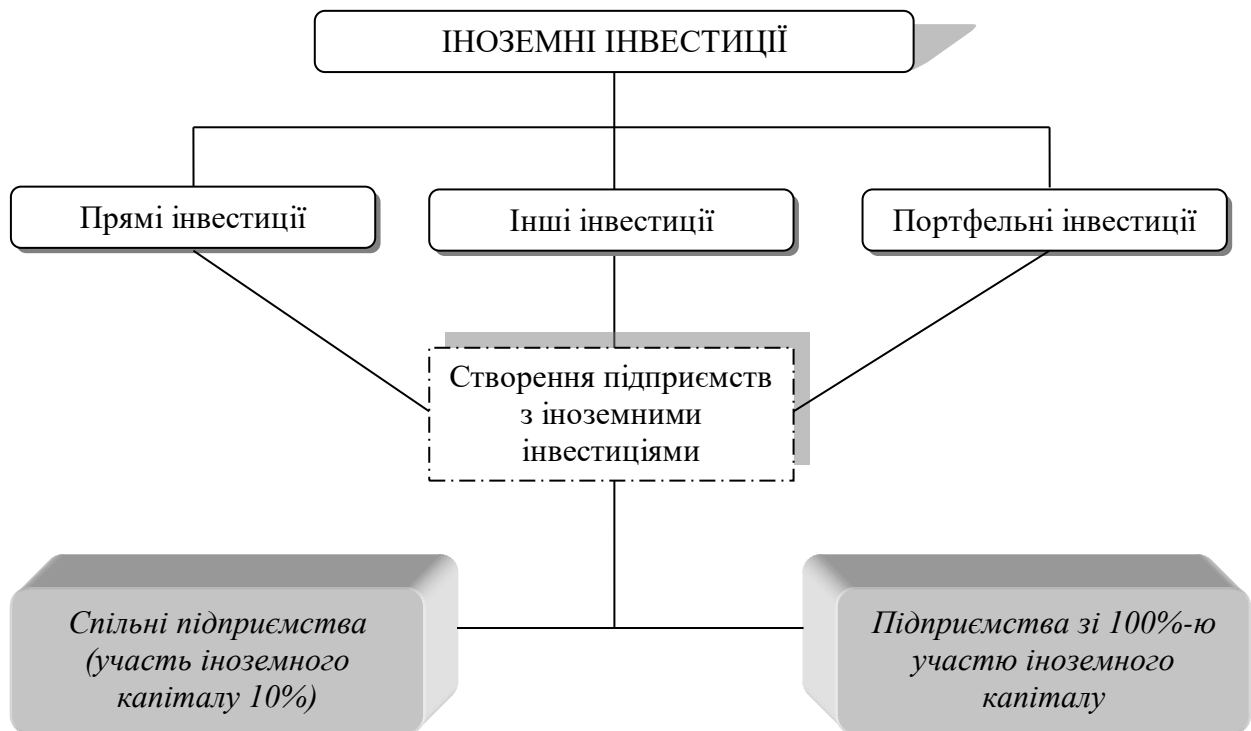 ІНОЗЕМНІ ІНВЕСТИЦІЇ
Прямі інвестиції
Інші інвестиції
Портфельні інвестиції
Створення підприємств
з іноземними
інвестиціями
Спільні підприємства
(участь іноземного
капіталу 10%)
Підприємства зі 100%-ю
участю іноземного
капіталу